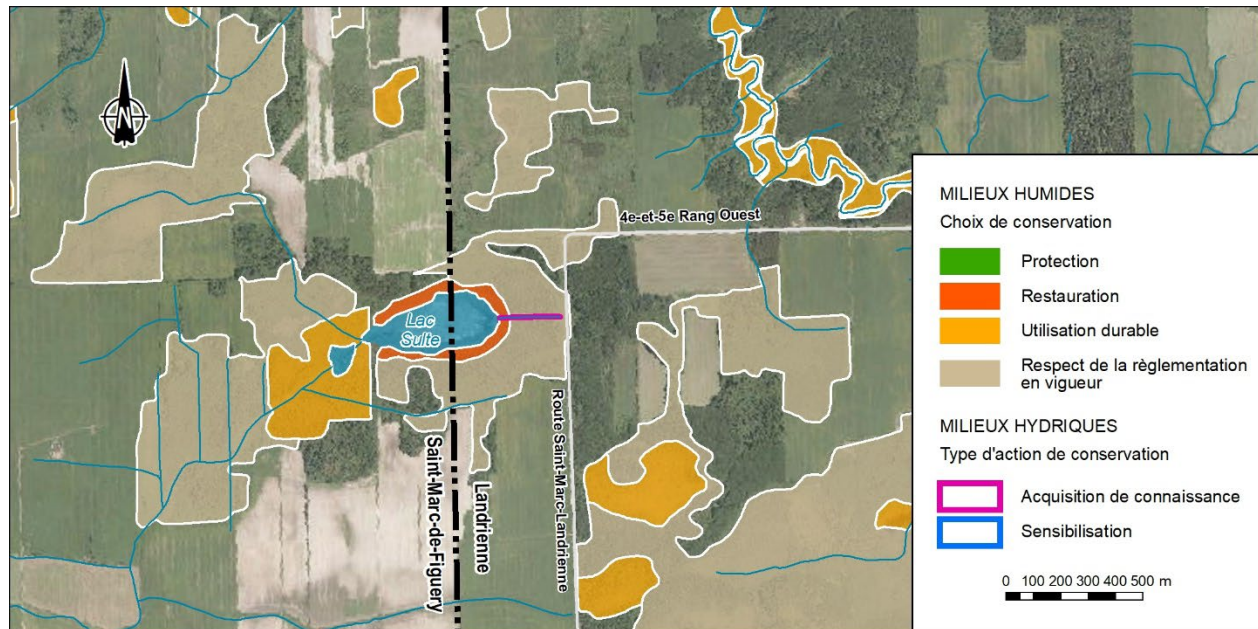 N
4e-et-5e Rang Ouest
Lac
Sulte
Saint-Marc-de-Figuery
Landrienne
Route Saint-Marc-Landrienne
MILIEUX HUMIDES
Choix de conservation
Protection
Restauration
Utilisation durable
Respect de la règlementation
en vigueur
MILIEUX HYDRIQUES
Type d'action de conservation
Acquisition de connaissance
Sensibilisation
0 100 200 300 400 500 m